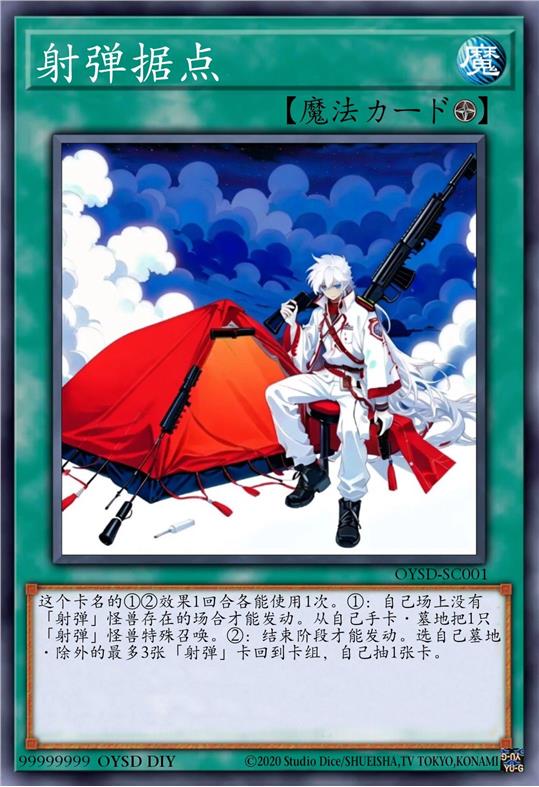 射弹据点
魔
【魔法カード】
OYSD-SC001
这个卡名的①②效果1回合各能使用1次。①：自己场上没有
「射弹」怪兽存在的场合才能发动。从自己手卡・墓地把1只
「射弹」怪兽特殊召唤。②：结束阶段才能发动。选自己墓地
・除外的最多3张「射弹」卡回到卡组，自己抽1张卡。
99999999 OYSD DIY
©2020 Studio Dice/SHUEISHA,TV TOKYO,KONAMI